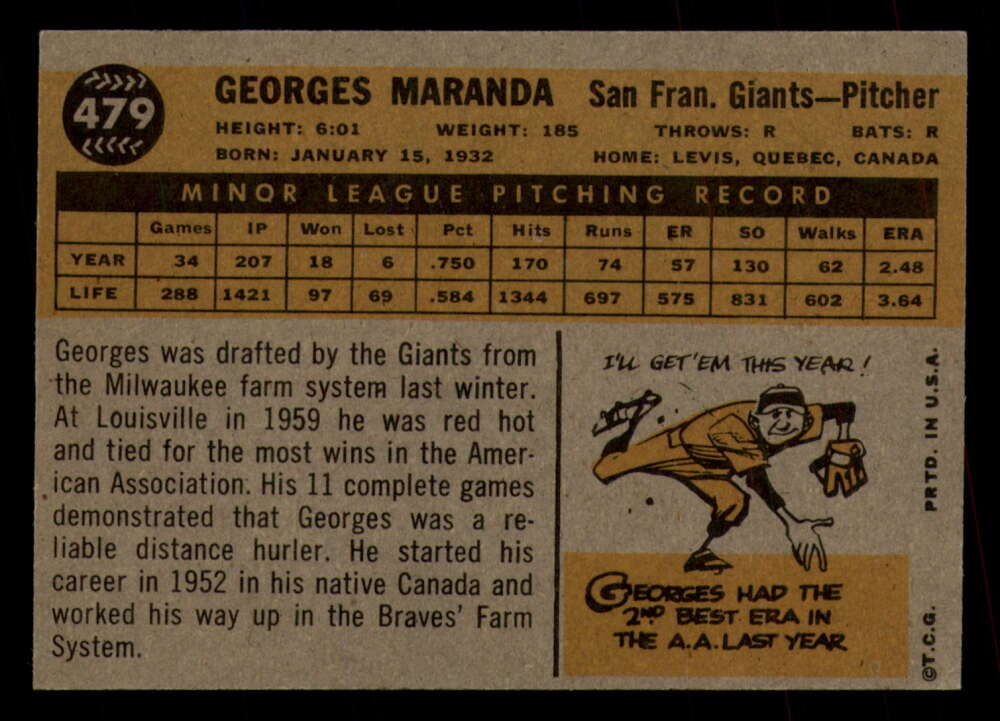 479
GEORGES MARANDA San Fran. Giants—Pitcher
HEIGHT: 6:01 WEIGHT: 185 THROWS: R BATS: R
BORN: JANUARY 15, 1932 HOME: LEVIS, QUEBEC, CANADA
MINOR LEAGUE PITCHING RECORD
Games IP Won Lost Pct Hits Runs ER SO Walks ERA
YEAR 34 207 18 6 .750 170 74 57 130 62 2.48
LIFE 288 1421 97 69 .584 1344 697 575 831 602 3.64
Georges was drafted by the Giants from
the Milwaukee farm system last winter.
At Louisville in 1959 he was red hot
and tied for the most wins in the Amer-
ican Association. His 11 complete games
demonstrated that Georges was a re-
liable distance hurler. He started his
career in 1952 in his native Canada and
worked his way up in the Braves' Farm
System.
I'LL GET 'EM THIS YEAR!
GEORGES HAD THE
2ND BEST ERA IN
THE A.A. LAST YEAR
©T.C.G. PRTD. IN U.S.A.